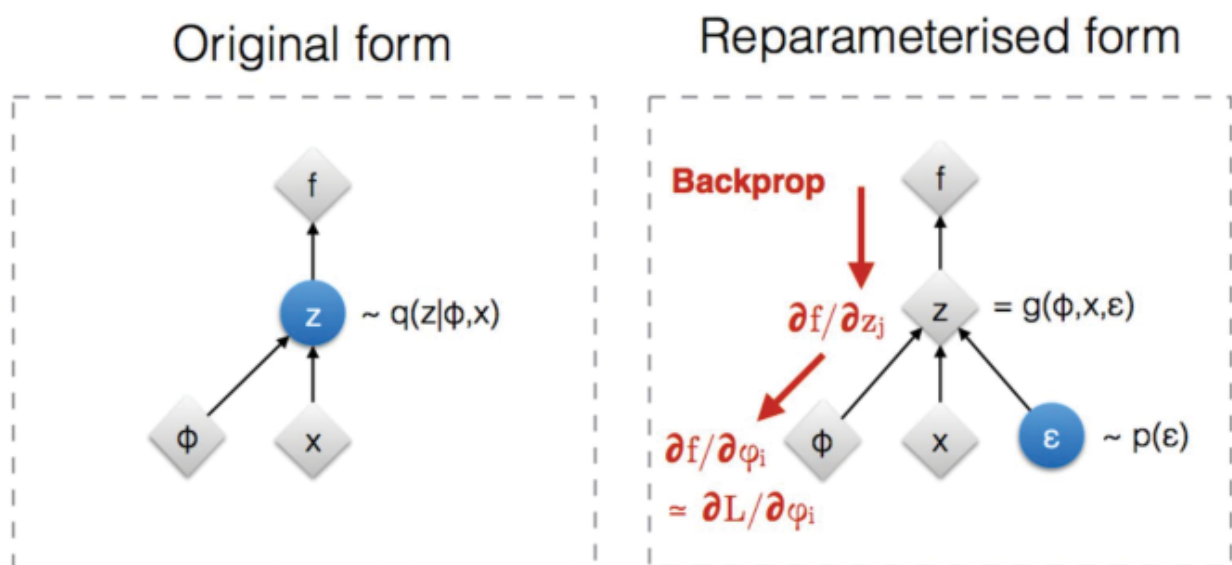 Original form
f
z ~ q(z|ϕ,x)
ϕ x
Reparameterised form
Backprop f
∂f/∂zⱼ z = g(ϕ,x,ε)
∂f/∂φᵢ ϕ x ε ~ p(ε)
≃ ∂L/∂φᵢ